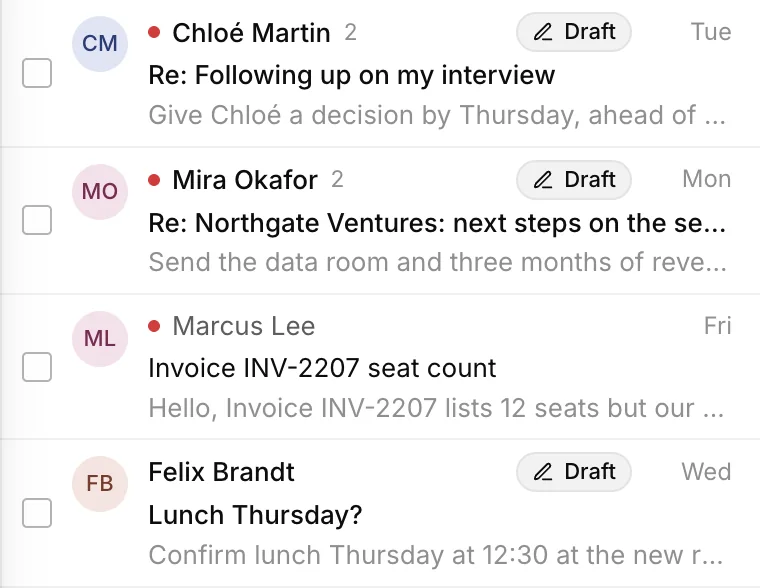 CM Chloé Martin 2 Draft Tue
Re: Following up on my interview
Give Chloé a decision by Thursday, ahead of ...
MO Mira Okafor 2 Draft Mon
Re: Northgate Ventures: next steps on the se...
Send the data room and three months of reve...
ML Marcus Lee Fri
Invoice INV-2207 seat count
Hello, Invoice INV-2207 lists 12 seats but our ...
FB Felix Brandt Draft Wed
Lunch Thursday?
Confirm lunch Thursday at 12:30 at the new r...